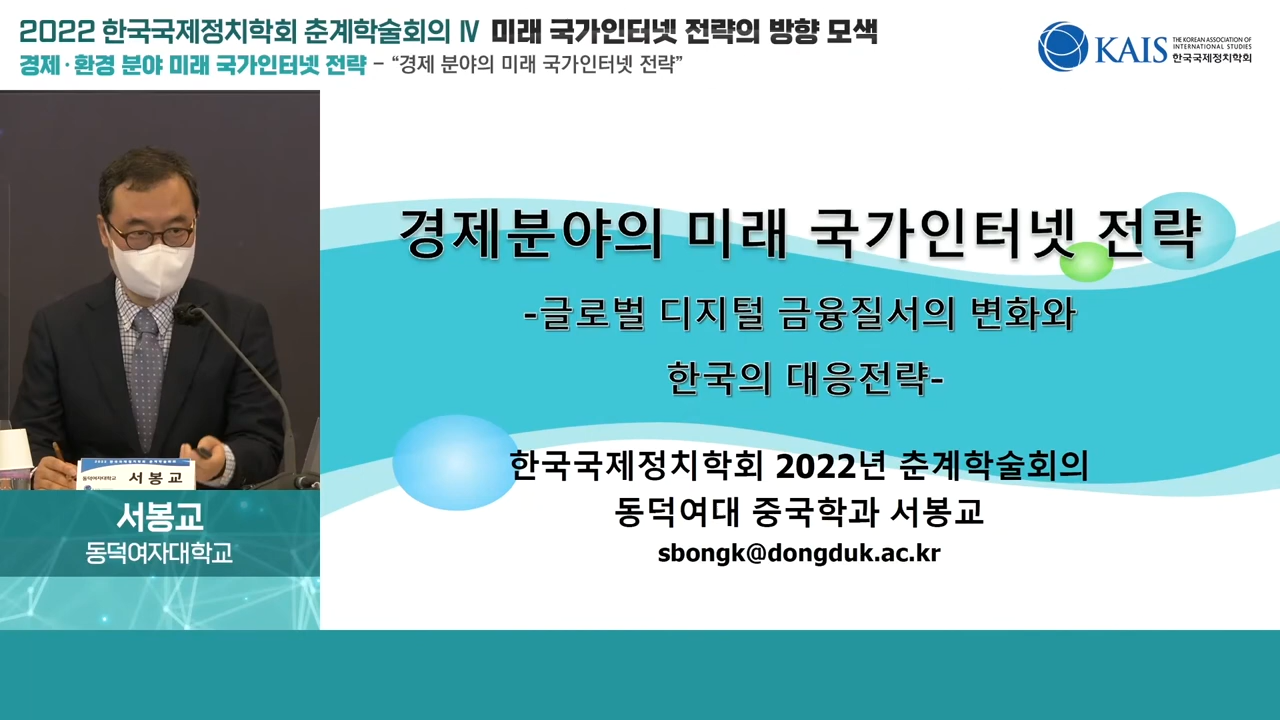 2022 한국국제정치학회 춘계학술회의 Ⅳ 미래 국가인터넷 전략의 방향 모색
경제·환경 분야 미래 국가인터넷 전략 - “경제 분야의 미래 국가인터넷 전략”
KAIS THE KOREAN ASSOCIATION OF
INTERNATIONAL STUDIES
한국국제정치학회
경제분야의 미래 국가인터넷 전략
-글로벌 디지털 금융질서의 변화와
한국의 대응전략-
한국국제정치학회 2022년 춘계학술회의
동덕여대 중국학과 서봉교
sbongk@dongduk.ac.kr
동덕여자대학교 서봉교
서봉교
동덕여자대학교